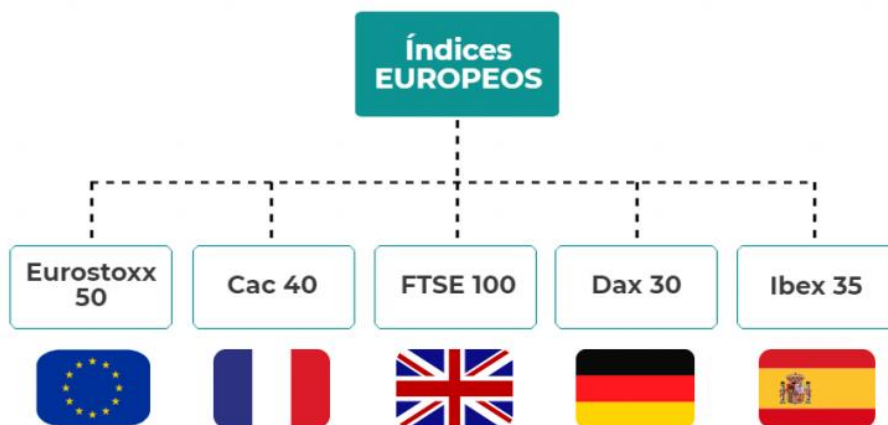 Índices
EUROPEOS
Eurostoxx
50
Cac 40
FTSE 100
Dax 30
Ibex 35